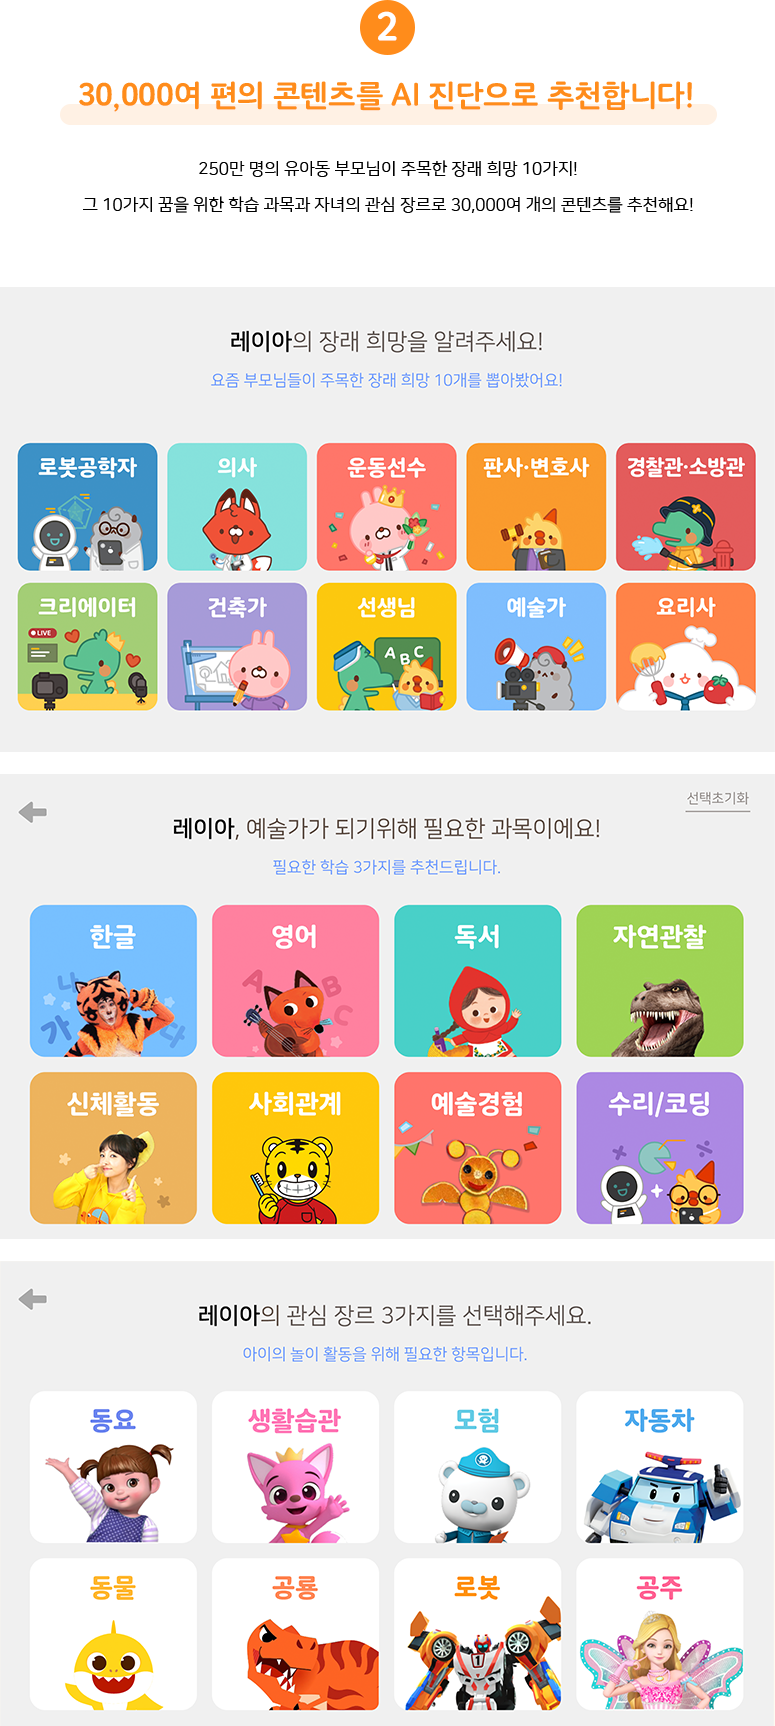 2
30,000여 편의 콘텐츠를 AI 진단으로 추천합니다!
250만 명의 유아동 부모님이 주목한 장래 희망 10가지!
그 10가지 꿈을 위한 학습 과목과 자녀의 관심 장르로 30,000여 개의 콘텐츠를 추천해요!
레이아의 장래 희망을 알려주세요!
요즘 부모님들이 주목한 장래 희망 10개를 뽑아봤어요!
로봇공학자
의사
운동선수
판사·변호사
경찰관·소방관
크리에이터
LIVE
건축가
선생님
A B C
예술가
요리사
선택초기화
레이아, 예술가가 되기위해 필요한 과목이에요!
필요한 학습 3가지를 추천드립니다.
한글
가 나 다
영어
A B C
독서
자연관찰
신체활동
사회관계
예술경험
수리/코딩
레이아의 관심 장르 3가지를 선택해주세요.
아이의 놀이 활동을 위해 필요한 항목입니다.
동요
생활습관
모험
자동차
동물
공룡
로봇
1
공주